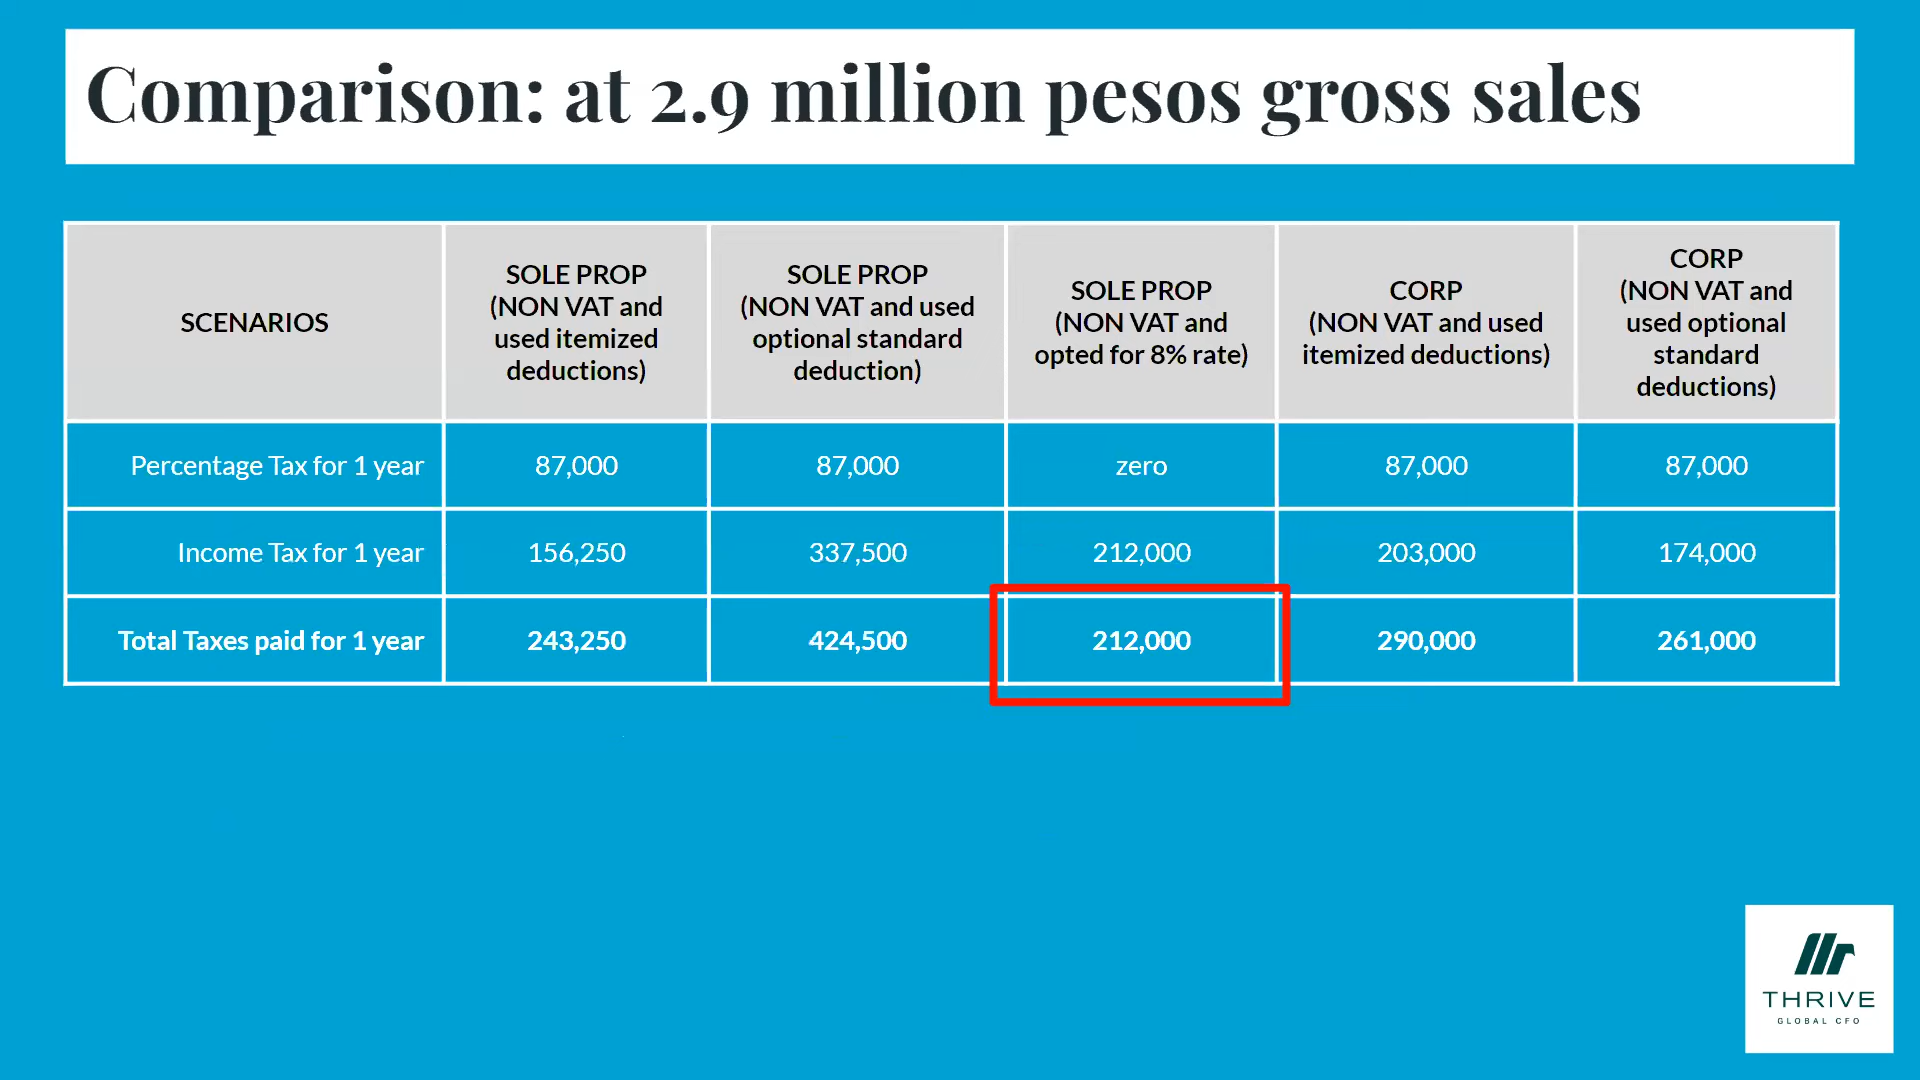 Comparison: at 2.9 million pesos gross sales
SCENARIOS
SOLE PROP
(NON VAT and
used itemized
deductions)
SOLE PROP
(NON VAT and used
optional standard
deduction)
SOLE PROP
(NON VAT and
opted for 8% rate)
CORP
(NON VAT and used
itemized deductions)
CORP
(NON VAT and
used optional
standard
deductions)
Percentage Tax for 1 year
87,000
87,000
zero
87,000
87,000
Income Tax for 1 year
156,250
337,500
212,000
203,000
174,000
Total Taxes paid for 1 year
243,250
424,500
212,000
290,000
261,000
THRIVE
GLOBAL CFO